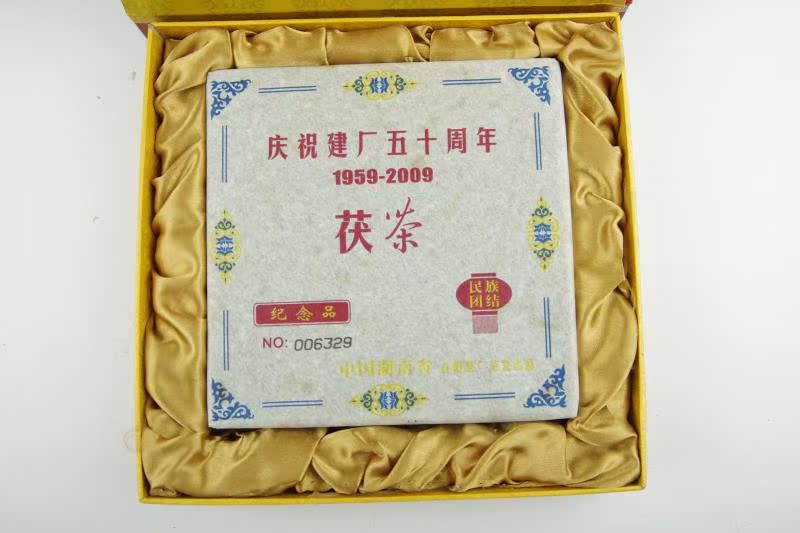 庆祝建厂五十周年
1959-2009
茯茶
民族
团结
纪念品
NO: 006329
中国湖南省